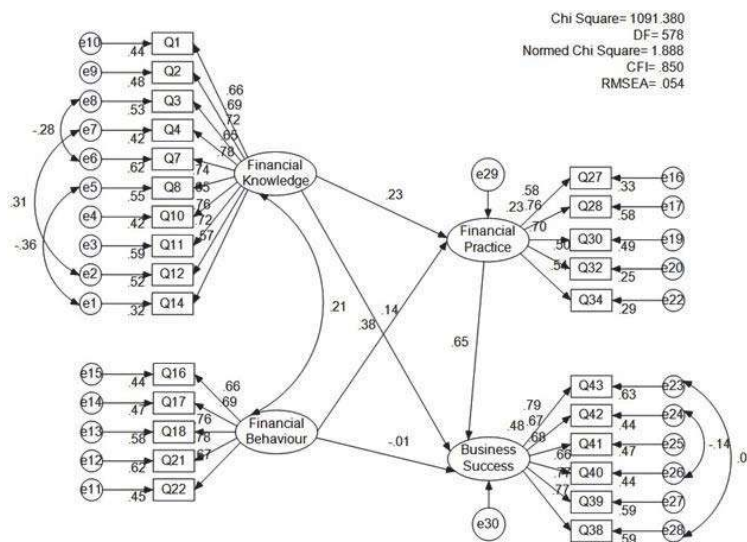 Chi Square= 1091.380
DF= 578
Normed Chi Square= 1.888
CFI= .850
RMSEA= .054
e10 .44 Q1
e9 .48 Q2
e8 .53 Q3
e7 .42 Q4
e6 .62 Q7
e5 .55 Q8
e4 .42 Q10
e3 .59 Q11
e2 .52 Q12
e1 .32 Q14
-.28
.31
-.36
.66
.69
.72
.65
.78
.74
.65
.76
.72
.57
Financial
Knowledge
.23
.21
.38
.14
.65
-.01
e29
.23
Financial
Practice
.58
.76
.70
.50
.54
Q27 .33 e16
Q28 .58 e17
Q30 .49 e19
Q32 .25 e20
Q34 .29 e22
e15 .44 Q16
e14 .47 Q17
e13 .58 Q18
e12 .62 Q21
e11 .45 Q22
.66
.69
.76
.78
.67
Financial
Behaviour
.48
Business
Success
e30
.79
.67
.68
.66
.77
.77
Q43 .63 e23
Q42 .44 e24
Q41 .47 e25
Q40 .44 e26
Q39 .59 e27
Q38 .59 e28
-.14